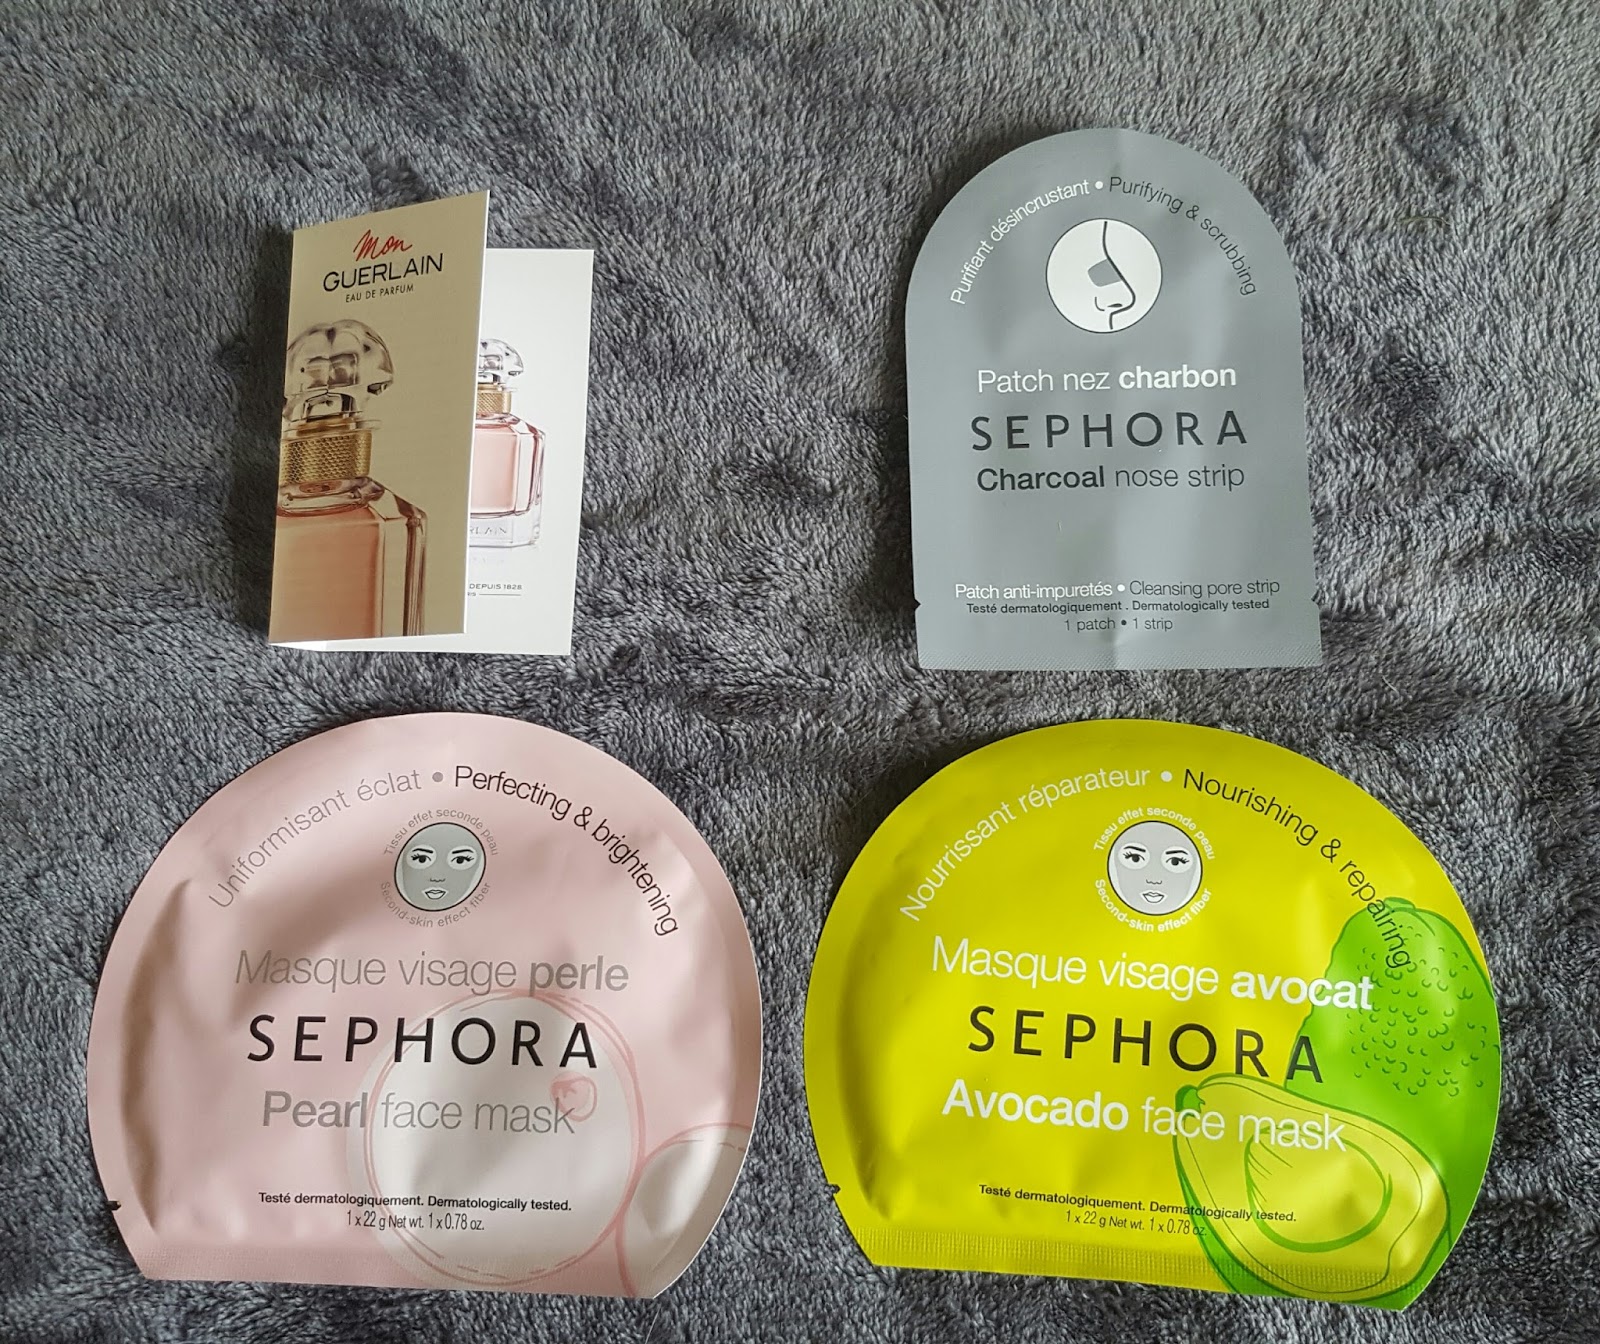 Mon
GUERLAIN
EAU DE PARFUM
DEPUIS 1828
Purifiant désincrustant • Purifying & scrubbing
Patch nez charbon
SEPHORA
Charcoal nose strip
Patch anti-impuretés • Cleansing pore strip
Testé dermatologiquement . Dermatologically tested
1 patch • 1 strip
Uniformisant éclat • Perfecting & brightening
Tissu effet seconde peau
Second-skin effect fiber
Masque visage perle
SEPHORA
Pearl face mask
Testé dermatologiquement. Dermatologically tested.
1 x 22 g Net wt. 1 x 0.78 oz.
Nourrissant réparateur • Nourishing & repairing
Tissu effet seconde peau
Second-skin effect fiber
Masque visage avocat
SEPHORA
Avocado face mask
Testé dermatologiquement. Dermatologically tested.
1 x 22 g Net wt. 1 x 0.78 oz.